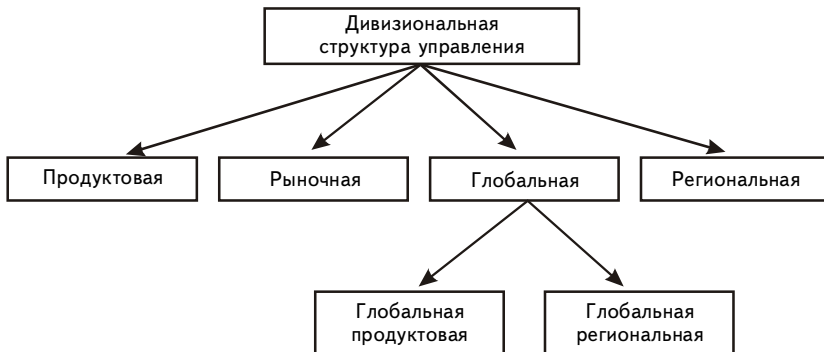 Дивизиональная
структура управления
Продуктовая
Рыночная
Глобальная
Региональная
Глобальная
продуктовая
Глобальная
региональная